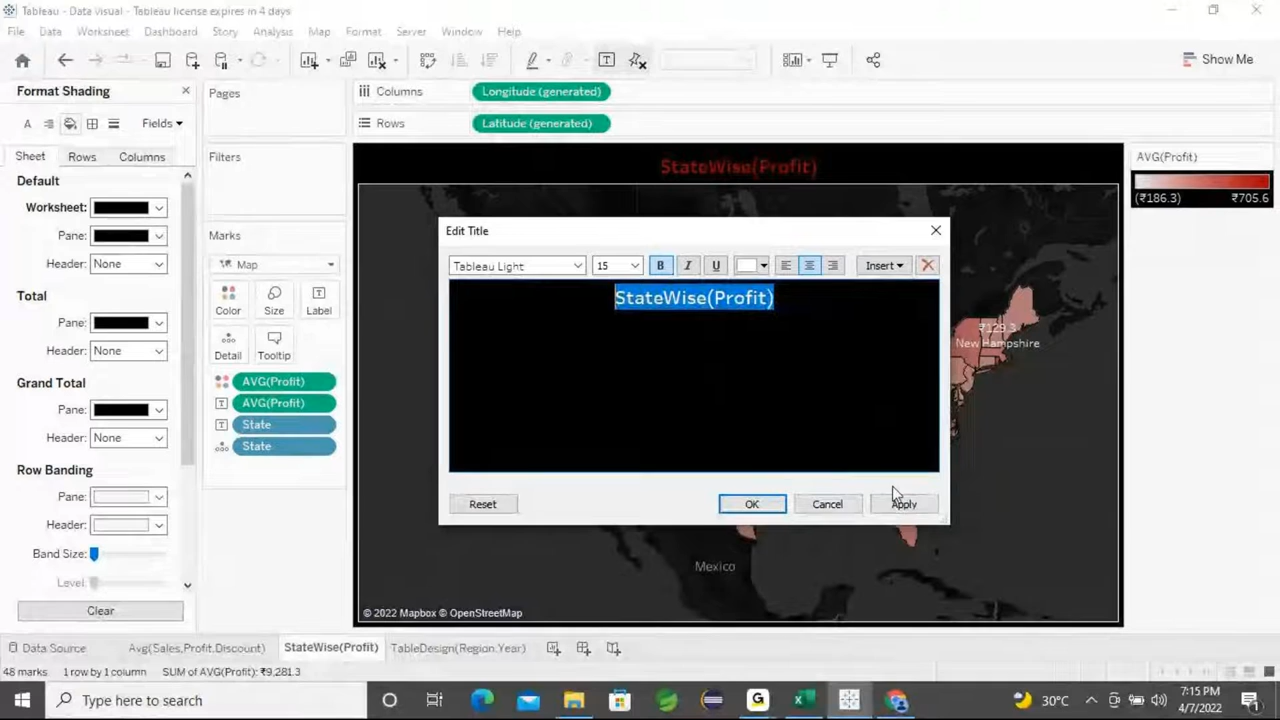 Tableau - Data Visual - Tableau license expires in 4 days
File Data Worksheet Dashboard Story Analysis Map Format Server Window Help
Show Me
Format Shading
Fields
Sheet Rows Columns
Default
Worksheet:
Pane:
Header: None
Total
Pane:
Header: None
Grand Total
Pane:
Header: None
Row Banding
Pane:
Header:
Band Size:
Level:
Clear
Pages
Filters
Marks
Map
Color Size Label
Detail Tooltip
AVG(Profit)
AVG(Profit)
State
State
Columns Longitude (generated)
Rows Latitude (generated)
StateWise(Profit)
Edit Title
Tableau Light 15 B I U Insert
StateWise(Profit)
Reset OK Cancel Apply
₹129.3
New Hampshire
Mexico
© 2022 Mapbox © OpenStreetMap
AVG(Profit)
(₹186.3) ₹705.6
Data Source Avg(Sales,Profit,Discount) StateWise(Profit) TableDesign(Region,Year)
48 marks 1 row by 1 column SUM of AVG(Profit): ₹9,281.3
Type here to search
30°C
7:15 PM
4/7/2022